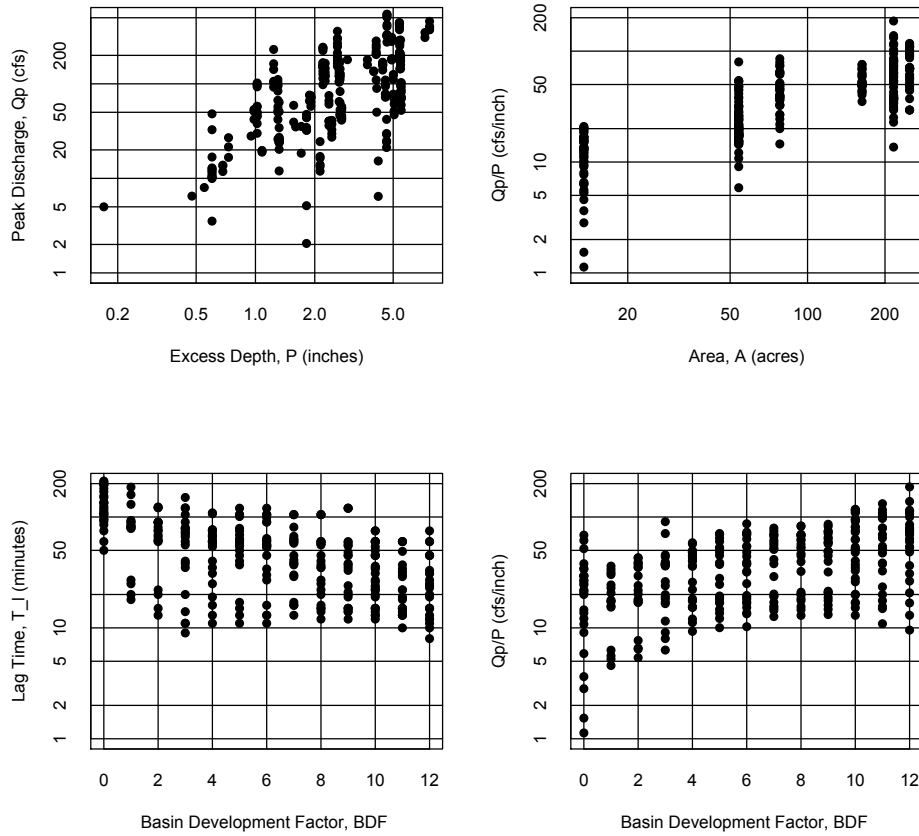 Peak Discharge, Qp (cfs)
200
50
20
10
5
2
1
0.2 0.5 1.0 2.0 5.0
Excess Depth, P (inches)
Qp/P (cfs/inch)
200
50
20
10
5
2
1
20 50 100 200
Area, A (acres)
Lag Time, T_l (minutes)
200
50
20
10
5
2
1
0 2 4 6 8 10 12
Basin Development Factor, BDF
Qp/P (cfs/inch)
200
50
20
10
5
2
1
0 2 4 6 8 10 12
Basin Development Factor, BDF